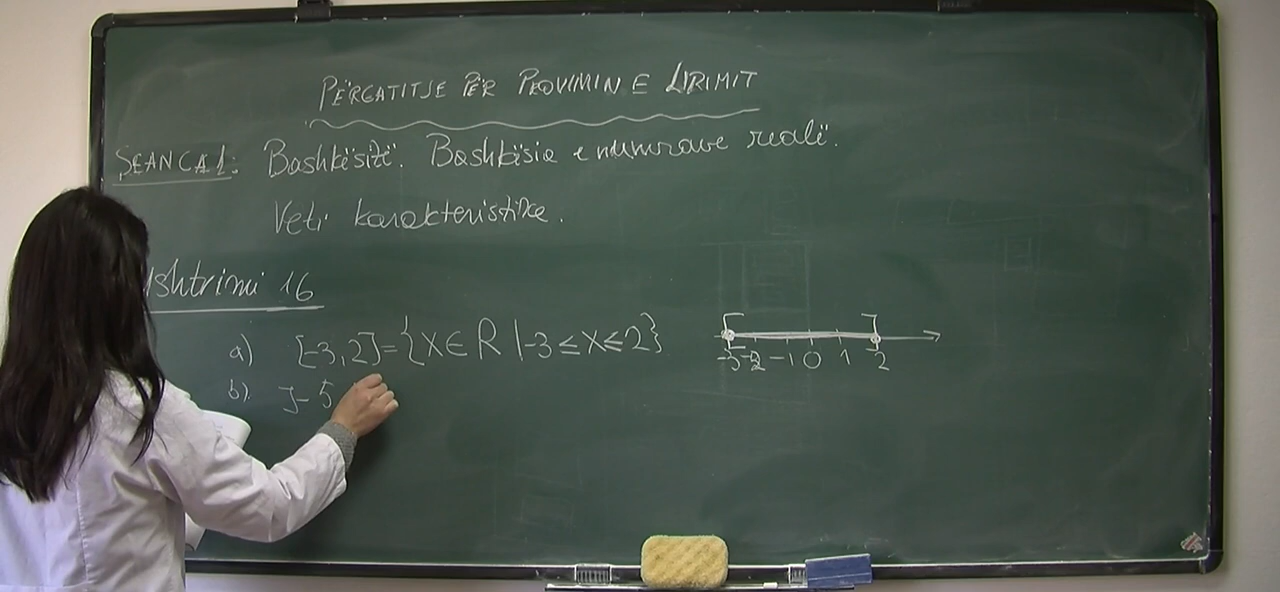 PËRGATITJE PËR PROVIMIN E LIRIMIT
SEANCA 1: Bashkësitë. Bashkësia e numrave realë.
Veti karakteristike.
shtrimi 16
a) [-3,2]={X∈R |-3≤X≤2}
-3 -2 -1 0 1 2
b). ]-5